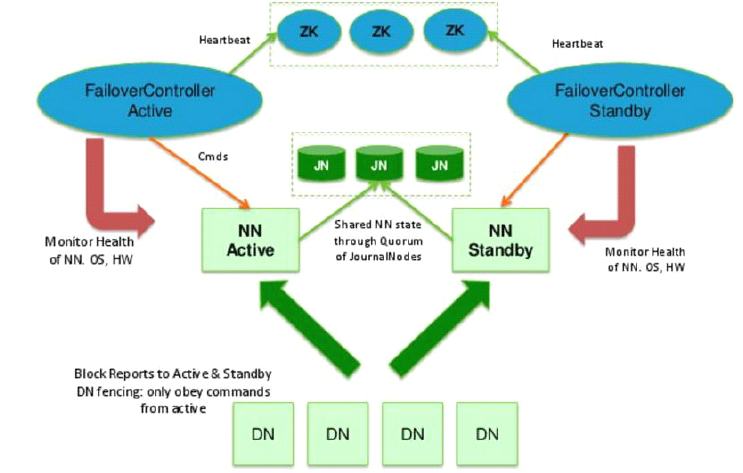 ZK ZK ZK
Heartbeat
Heartbeat
FailoverController
Active
FailoverController
Standby
Cmds
JN JN JN
NN
Active
Shared NN state
through Quorum
of JournalNodes
NN
Standby
Monitor Health
of NN. OS, HW
Monitor Health
of NN. OS, HW
Block Reports to Active & Standby
DN fencing: only obey commands
from active
DN DN DN DN